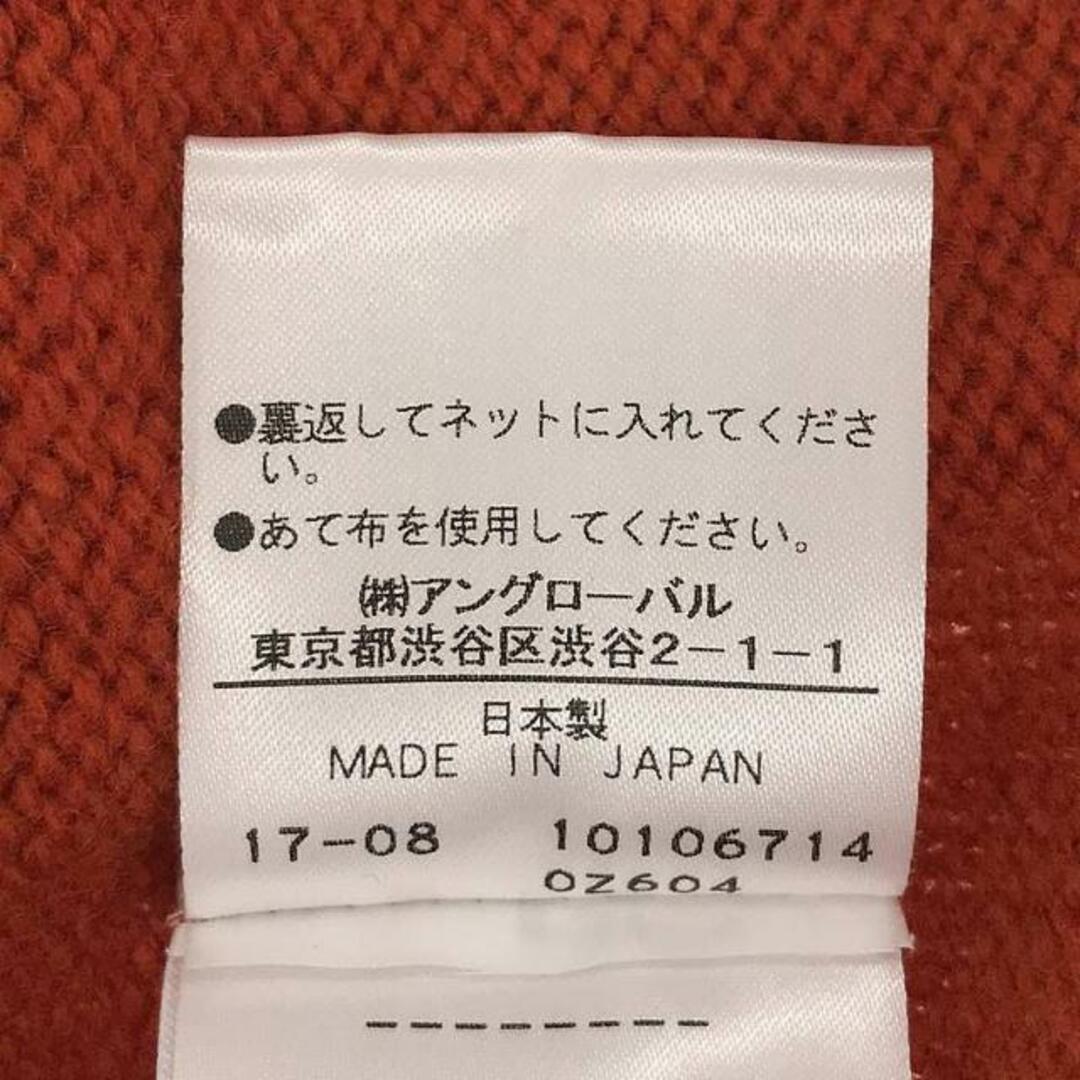 ●裏返してネットに入れてくださ
い。
●あて布を使用してください。
㈱アングローバル
東京都渋谷区渋谷2-1-1
日本製
MADE IN JAPAN
17-08 10106714
0Z604